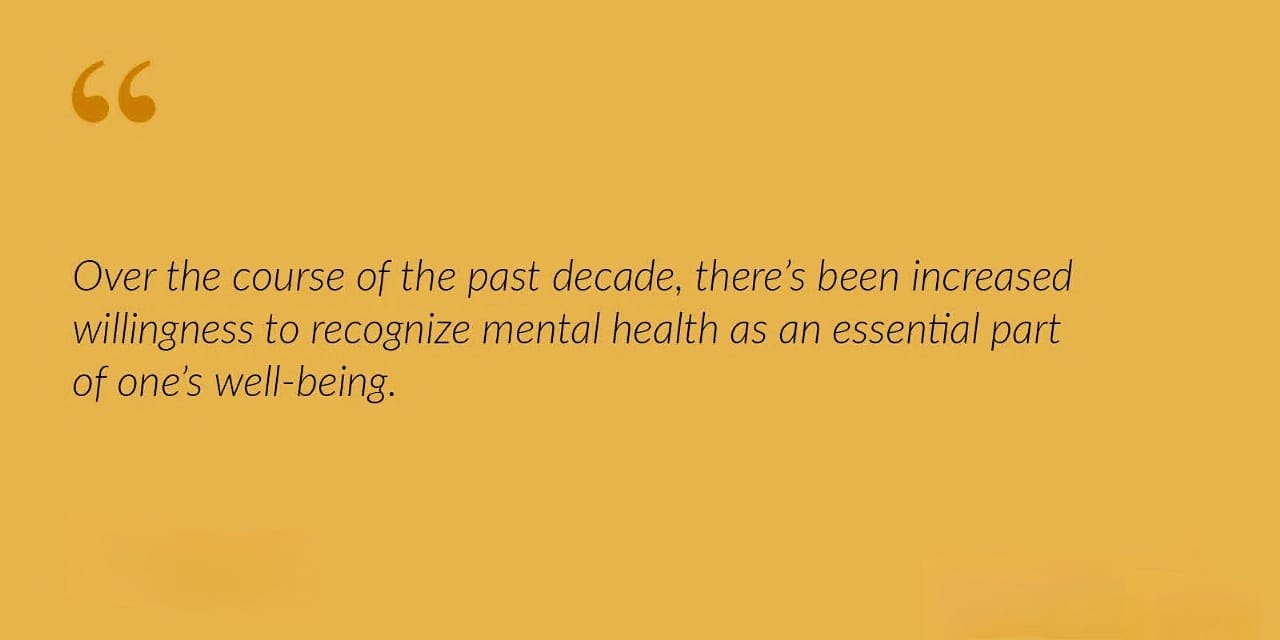 “
Over the course of the past decade, there’s been increased
willingness to recognize mental health as an essential part
of one’s well-being.